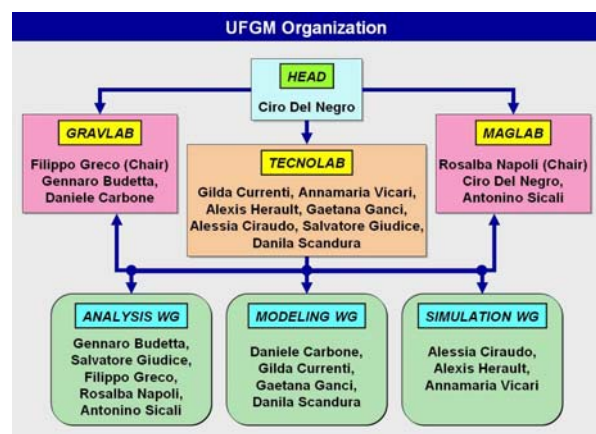 UFGM Organization
HEAD
Ciro Del Negro
GRAVLAB
Filippo Greco (Chair)
Gennaro Budetta,
Daniele Carbone
TECNOLAB
Gilda Currenti, Annamaria Vicari,
Alexis Herault, Gaetana Ganci,
Alessia Ciraudo, Salvatore Giudice,
Danila Scandura
MAGLAB
Rosalba Napoli (Chair)
Ciro Del Negro,
Antonino Sicali
ANALYSIS WG
Gennaro Budetta,
Salvatore Giudice,
Filippo Greco,
Rosalba Napoli,
Antonino Sicali
MODELING WG
Daniele Carbone,
Gilda Currenti,
Gaetana Ganci,
Danila Scandura
SIMULATION WG
Alessia Ciraudo,
Alexis Herault,
Annamaria Vicari